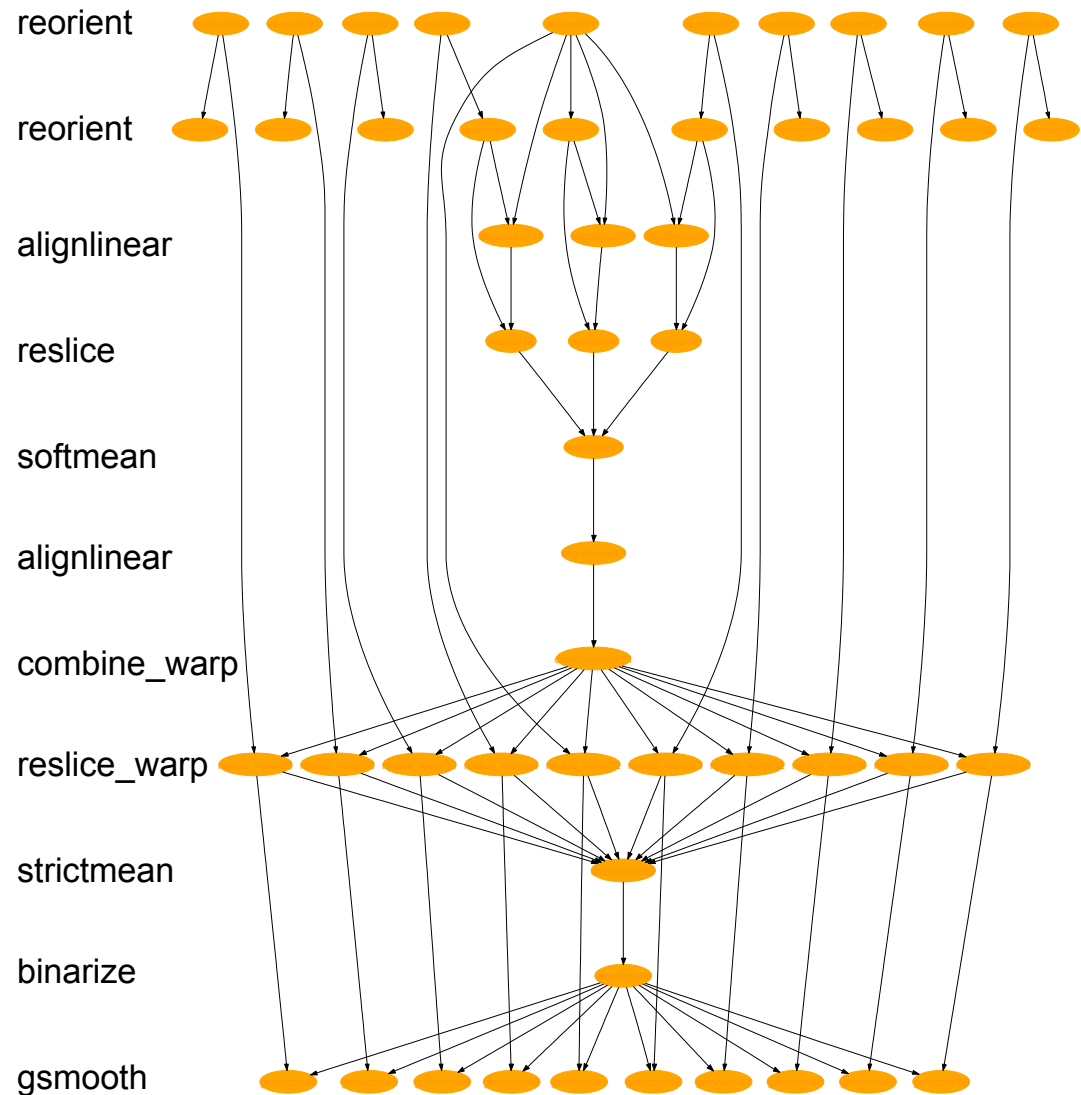 reorient
reorient
alignlinear
reslice
softmean
alignlinear
combine_warp
reslice_warp
strictmean
binarize
gsmooth